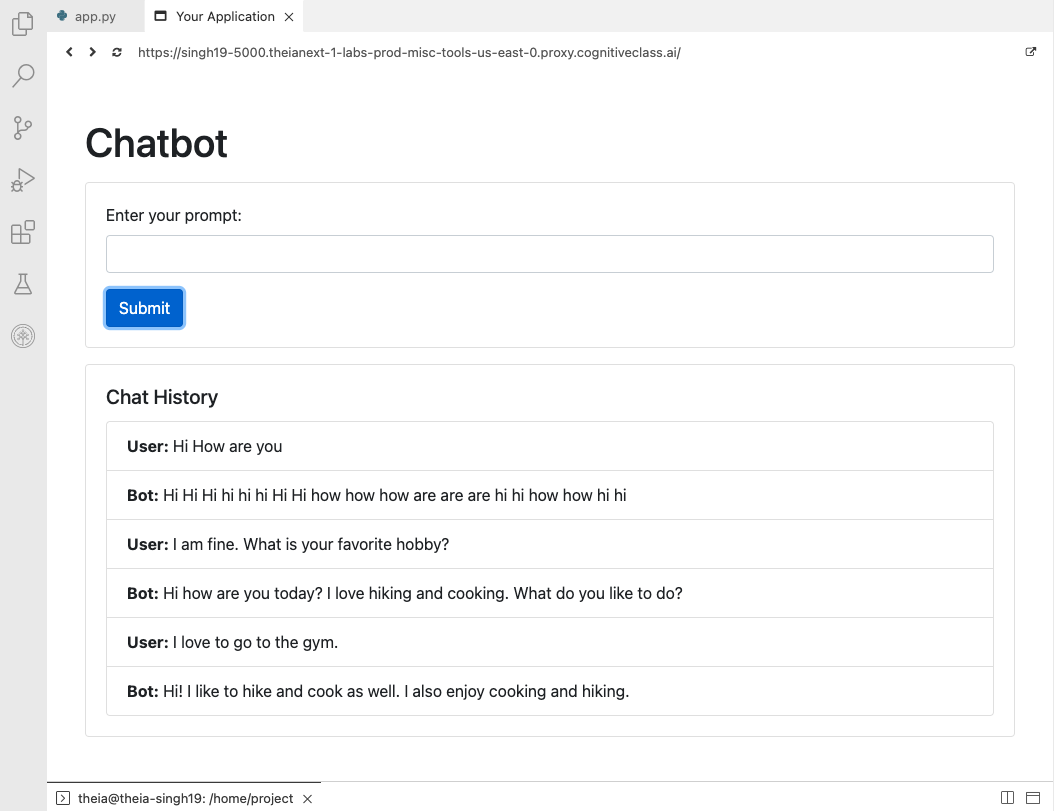 app.py
Your Application
https://singh19-5000.theianext-1-labs-prod-misc-tools-us-east-0.proxy.cognitiveclass.ai/
Chatbot
Enter your prompt:
Submit
Chat History
User: Hi How are you
Bot: Hi Hi Hi hi hi hi Hi Hi how how how are are are hi hi how how hi hi
User: I am fine. What is your favorite hobby?
Bot: Hi how are you today? I love hiking and cooking. What do you like to do?
User: I love to go to the gym.
Bot: Hi! I like to hike and cook as well. I also enjoy cooking and hiking.
theia@theia-singh19: /home/project